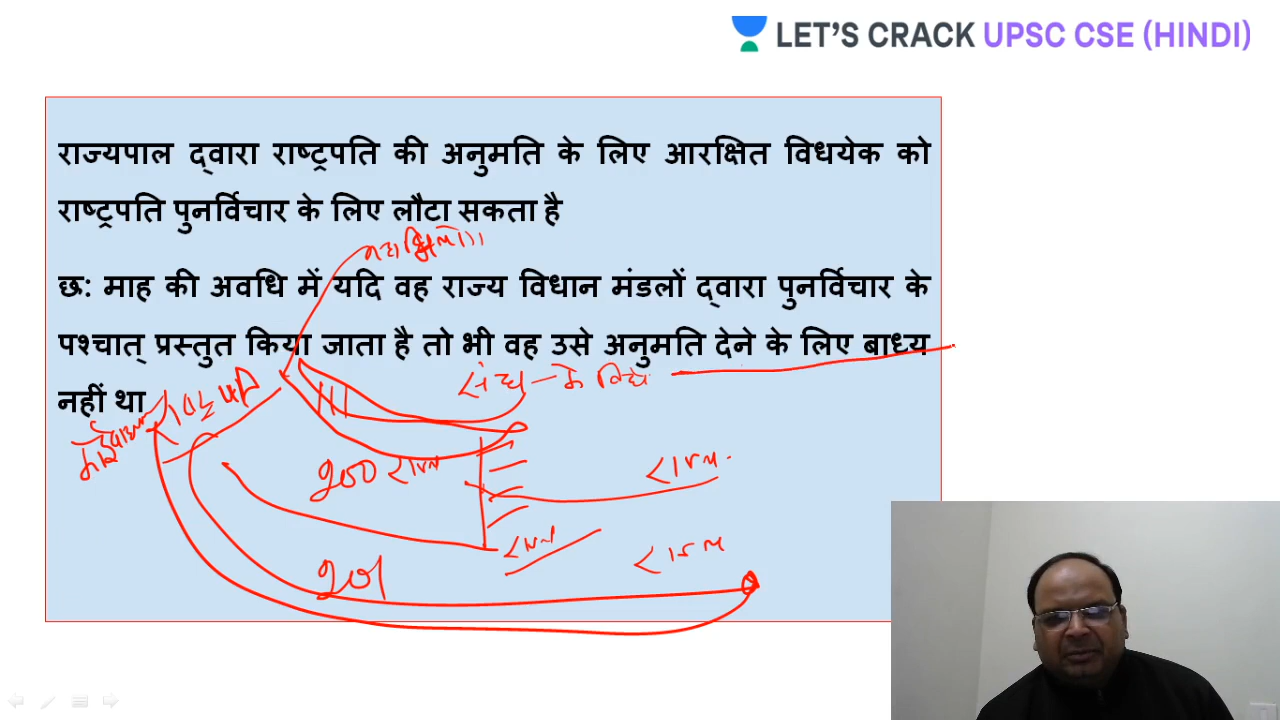 LET'S CRACK UPSC CSE (HINDI)
राज्यपाल द्वारा राष्ट्रपति की अनुमति के लिए आरक्षित विधयेक को
राष्ट्रपति पुनर्विचार के लिए लौटा सकता है
छ: माह की अवधि में यदि वह राज्य विधान मंडलों द्वारा पुनर्विचार के
पश्चात् प्रस्तुत किया जाता है तो भी वह उसे अनुमति देने के लिए बाध्य
नहीं था
200
201